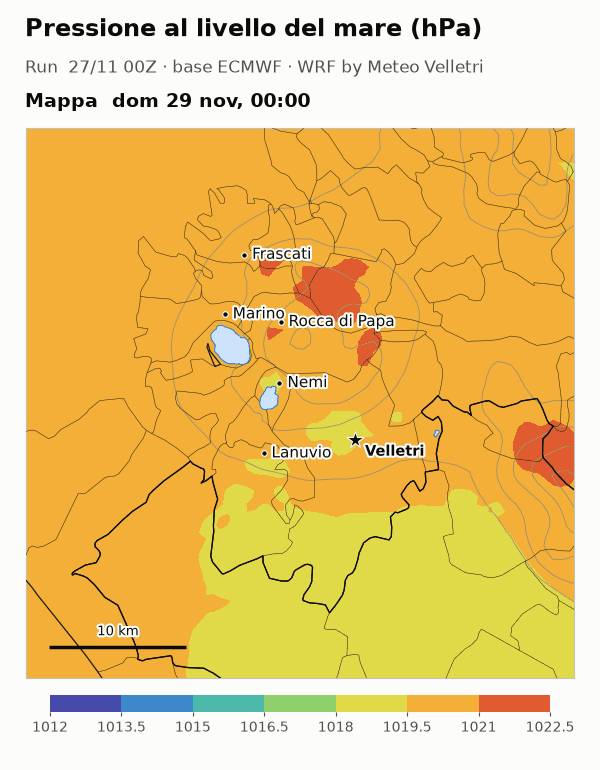 Pressione al livello del mare (hPa)
Run  27/11 00Z · base ECMWF · WRF by Meteo Velletri
Mappa  dom 29 nov, 00:00
Frascati
Marino
Rocca di Papa
Nemi
Velletri
Lanuvio
10 km
1012 1013.5 1015 1016.5 1018 1019.5 1021 1022.5